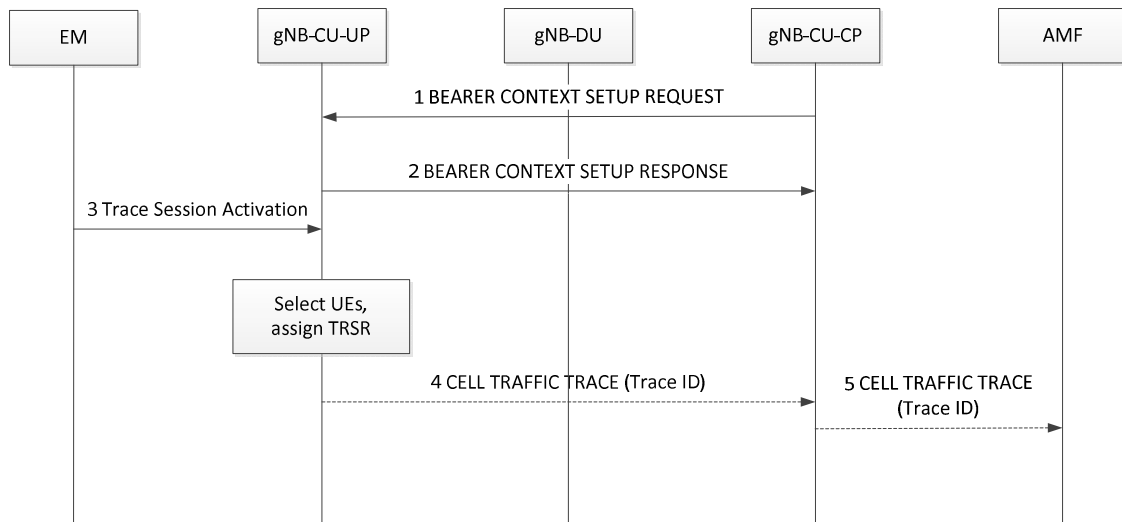 EM
gNB-CU-UP
gNB-DU
gNB-CU-CP
AMF
1 BEARER CONTEXT SETUP REQUEST
2 BEARER CONTEXT SETUP RESPONSE
3 Trace Session Activation
Select UEs,
assign TRSR
4 CELL TRAFFIC TRACE (Trace ID)
5 CELL TRAFFIC TRACE
(Trace ID)